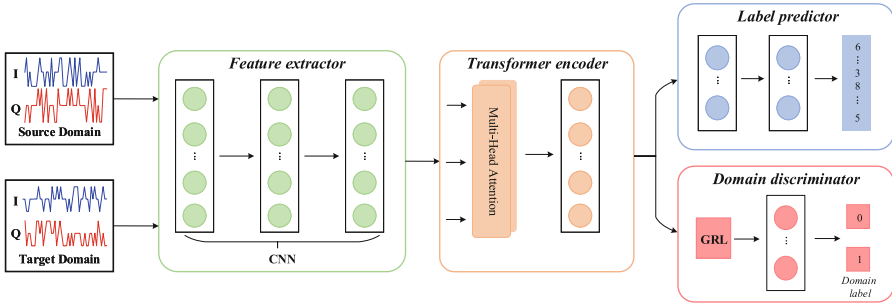 I
Q
Source Domain
I
Q
Target Domain
Feature extractor
⋮
⋮
⋮
CNN
Transformer encoder
Multi-Head Attention
⋮
Label predictor
⋮
⋮
6
⋮
3
8
⋮
5
Domain discriminator
GRL
⋮
0
1
Domain
label